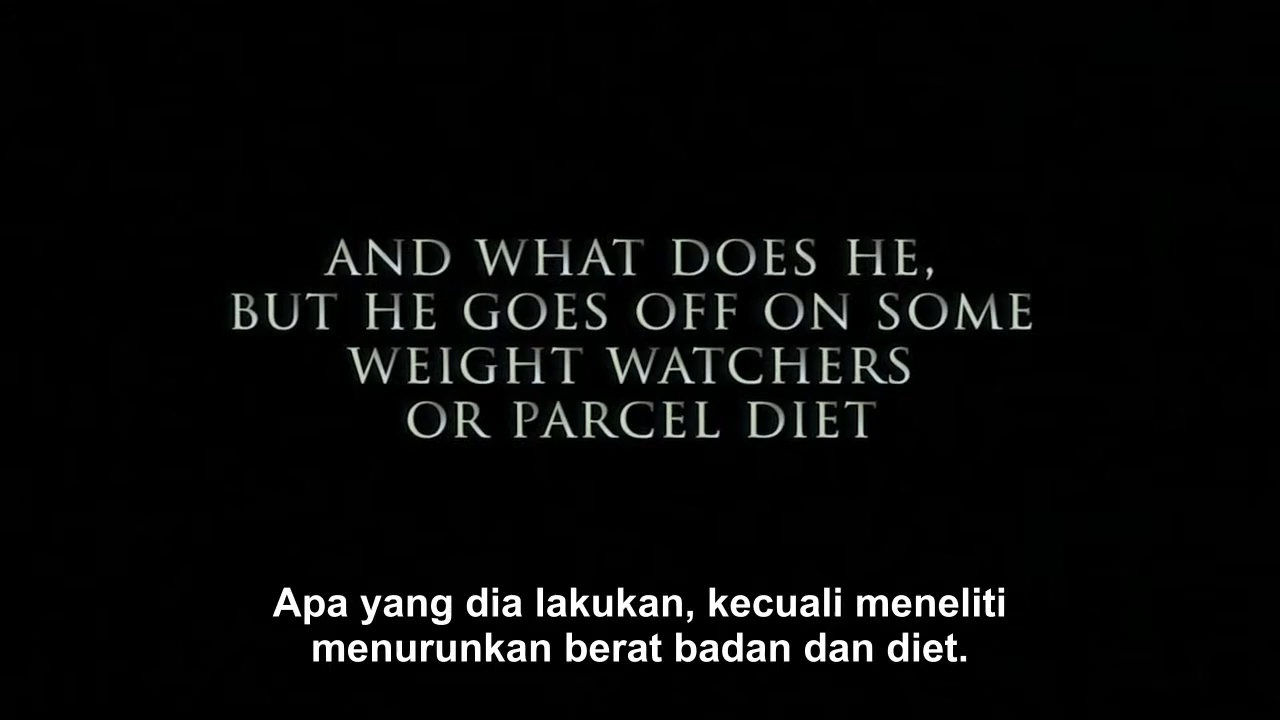 AND WHAT DOES HE,
BUT HE GOES OFF ON SOME
WEIGHT WATCHERS
OR PARCEL DIET
Apa yang dia lakukan, kecuali meneliti
menurunkan berat badan dan diet.